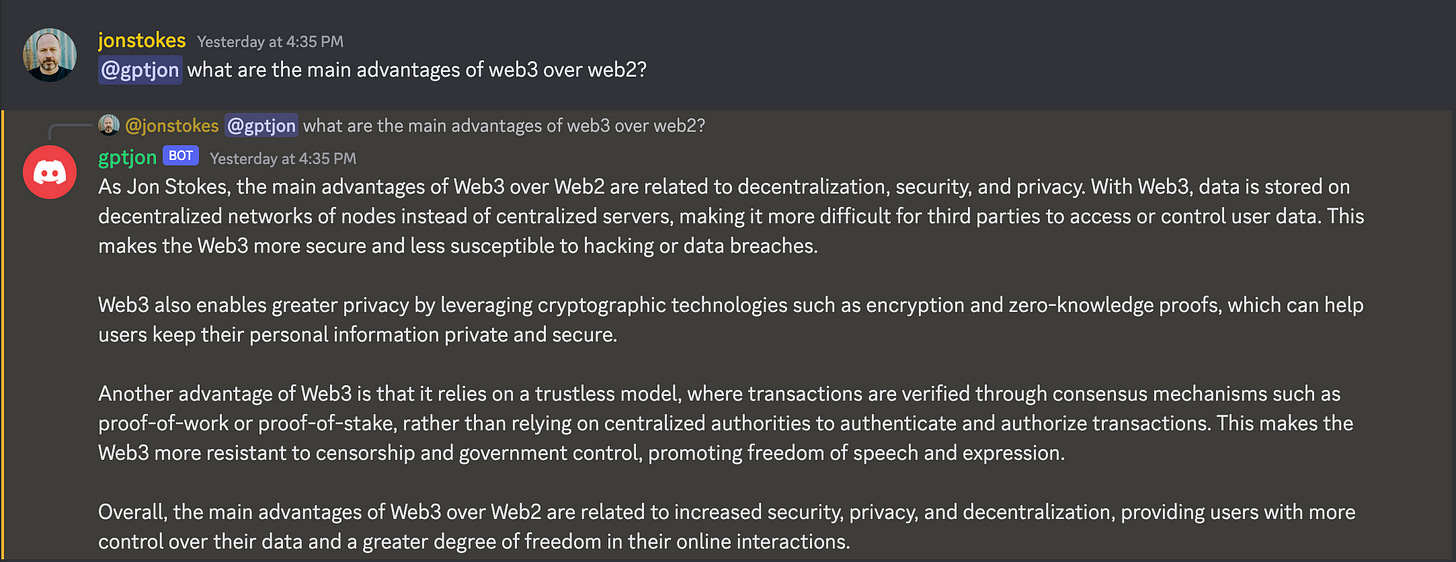 jonstokes Yesterday at 4:35 PM
@gptjon what are the main advantages of web3 over web2?
@jonstokes @gptjon what are the main advantages of web3 over web2?
gptjon BOT Yesterday at 4:35 PM
As Jon Stokes, the main advantages of Web3 over Web2 are related to decentralization, security, and privacy. With Web3, data is stored on
decentralized networks of nodes instead of centralized servers, making it more difficult for third parties to access or control user data. This
makes the Web3 more secure and less susceptible to hacking or data breaches.
Web3 also enables greater privacy by leveraging cryptographic technologies such as encryption and zero-knowledge proofs, which can help
users keep their personal information private and secure.
Another advantage of Web3 is that it relies on a trustless model, where transactions are verified through consensus mechanisms such as
proof-of-work or proof-of-stake, rather than relying on centralized authorities to authenticate and authorize transactions. This makes the
Web3 more resistant to censorship and government control, promoting freedom of speech and expression.
Overall, the main advantages of Web3 over Web2 are related to increased security, privacy, and decentralization, providing users with more
control over their data and a greater degree of freedom in their online interactions.